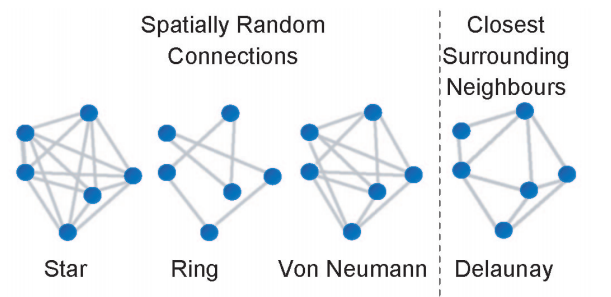 Spatially Random
Connections
Closest
Surrounding
Neighbours
Star
Ring
Von Neumann
Delaunay